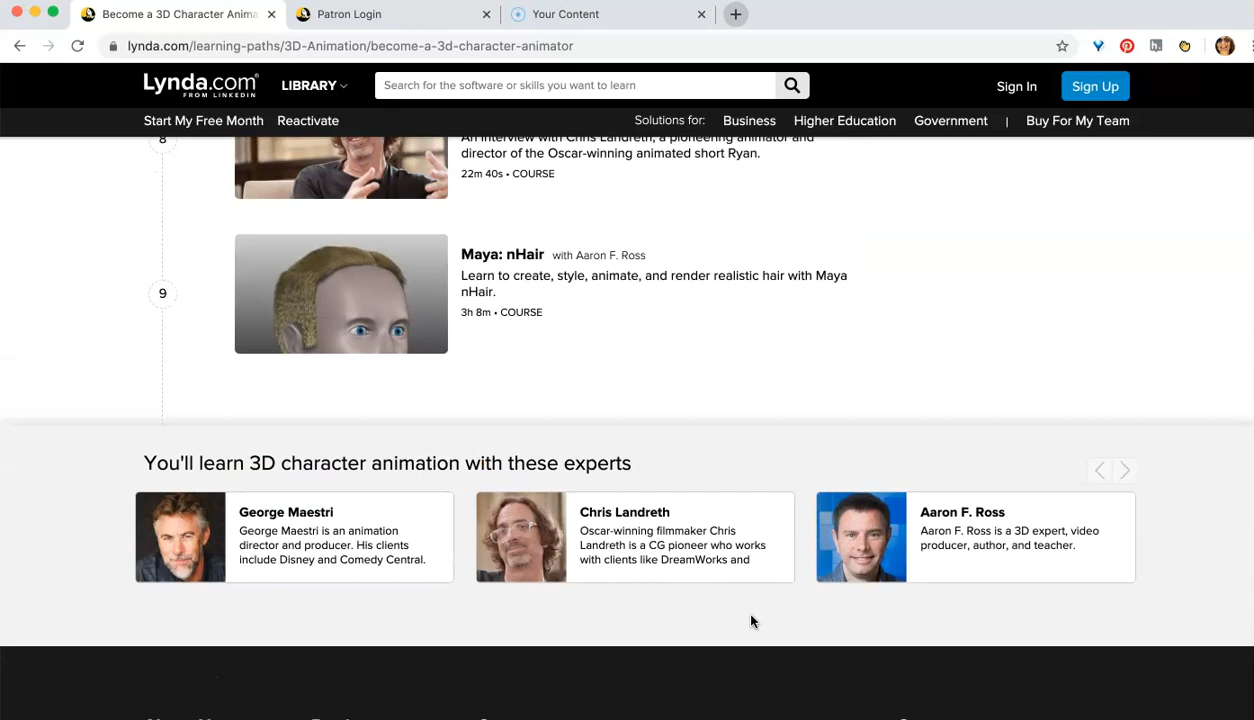 Become a 3D Character Anima
Patron Login
Your Content
lynda.com/learning-paths/3D-Animation/become-a-3d-character-animator
Lynda.com®
FROM LINKEDIN
LIBRARY
Search for the software or skills you want to learn
Sign In
Sign Up
Start My Free Month
Reactivate
Solutions for:
Business
Higher Education
Government
|
Buy For My Team
8
An interview with Chris Landreth, a pioneering animator and
director of the Oscar-winning animated short Ryan.
22m 40s • COURSE
9
Maya: nHair with Aaron F. Ross
Learn to create, style, animate, and render realistic hair with Maya
nHair.
3h 8m • COURSE
You'll learn 3D character animation with these experts
George Maestri
George Maestri is an animation
director and producer. His clients
include Disney and Comedy Central.
Chris Landreth
Oscar-winning filmmaker Chris
Landreth is a CG pioneer who works
with clients like DreamWorks and
Aaron F. Ross
Aaron F. Ross is a 3D expert, video
producer, author, and teacher.